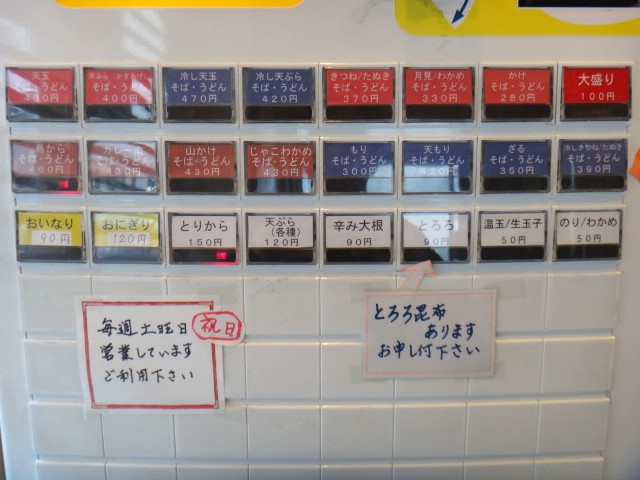 天玉
そば・うどん
天ぷら(かきあげ)
そば・うどん
400円
冷し天玉
そば・うどん
470円
冷し天ぷら
そば・うどん
420円
きつね/たぬき
そば・うどん
370円
月見/わかめ
そば・うどん
330円
かけ
そば・うどん
280円
大盛り
100円
鳥から
そば・うどん
460円
そば・うどん
430円
山かけ
そば・うどん
430円
じゃこわかめ
そば・うどん
430円
もり
そば・うどん
300円
天もり
そば・うどん
420円
ざる
そば・うどん
350円
冷しきつね/たぬき
そば・うどん
390円
おいなり
90円
おにぎり
120円
とりから
150円
天ぷら
(各種)
120円
辛み大根
90円
とろろ
90円
温玉/生玉子
50円
のり/わかめ
50円
毎週土曜日
祝日
営業しています
ご利用下さい
とろろ昆布
あります
お申し付下さい